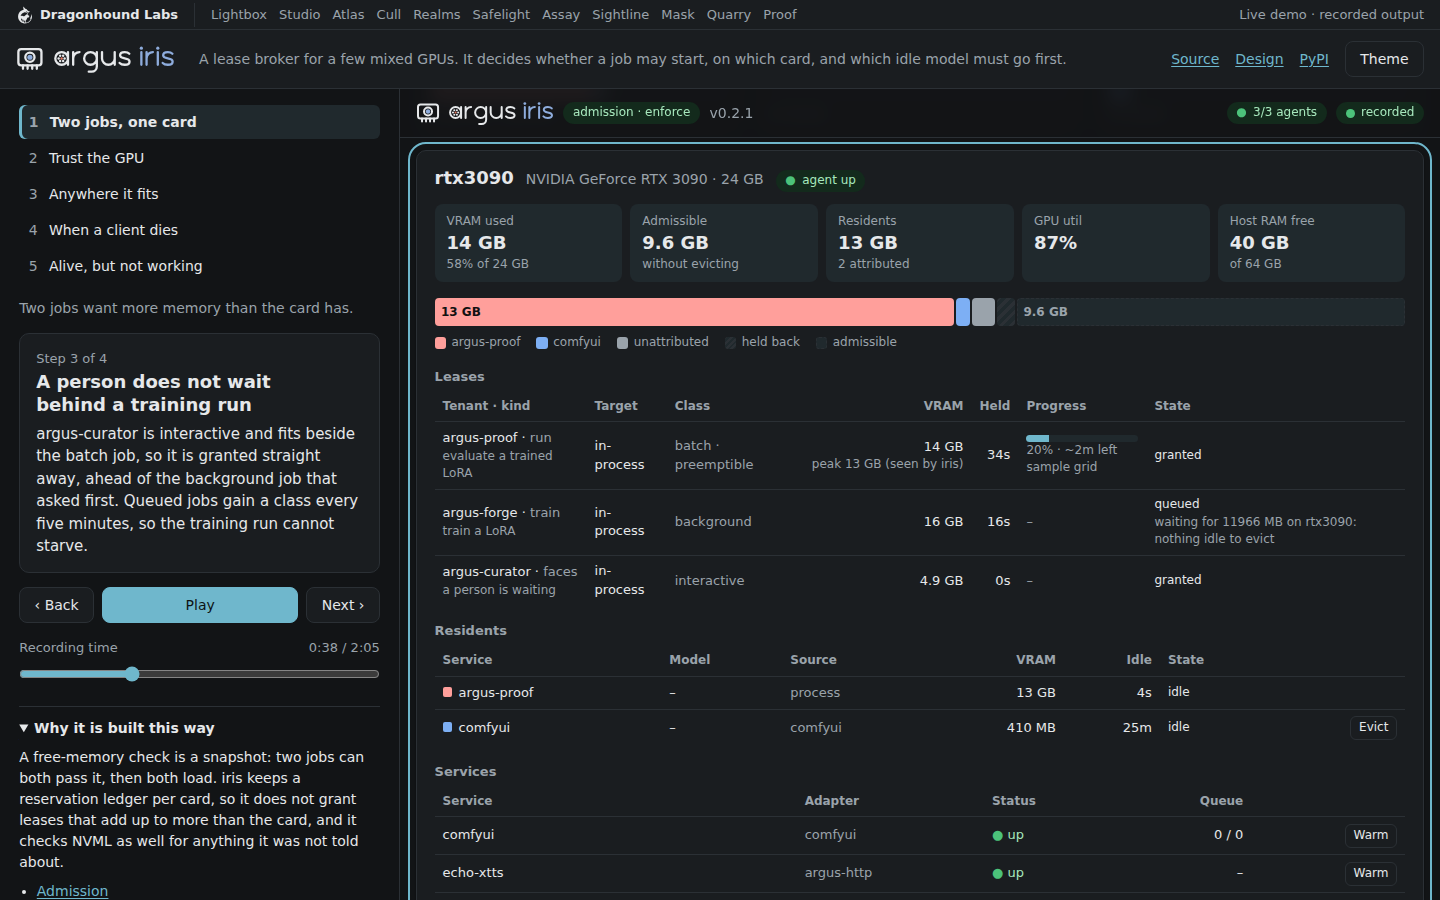 Dragonhound Labs Lightbox Studio Atlas Cull Realms Safelight Assay Sightline Mask Quarry Proof Live demo · recorded output
argus iris A lease broker for a few mixed GPUs. It decides whether a job may start, on which card, and which idle model must go first. Source Design PyPI Theme
1 Two jobs, one card
2 Trust the GPU
3 Anywhere it fits
4 When a client dies
5 Alive, but not working
Two jobs want more memory than the card has.
Step 3 of 4
A person does not wait
behind a training run
argus-curator is interactive and fits beside
the batch job, so it is granted straight
away, ahead of the background job that
asked first. Queued jobs gain a class every
five minutes, so the training run cannot
starve.
‹ Back Play Next ›
Recording time 0:38 / 2:05
▼ Why it is built this way
A free-memory check is a snapshot: two jobs can
both pass it, then both load. iris keeps a
reservation ledger per card, so it does not grant
leases that add up to more than the card, and it
checks NVML as well for anything it was not told
about.
• Admission
argus iris admission · enforce v0.2.1 3/3 agents recorded
rtx3090 NVIDIA GeForce RTX 3090 · 24 GB agent up
VRAM used Admissible Residents GPU util Host RAM free
14 GB 9.6 GB 13 GB 87% 40 GB
58% of 24 GB without evicting 2 attributed of 64 GB
13 GB 9.6 GB
argus-proof comfyui unattributed held back admissible
Leases
Tenant · kind Target Class VRAM Held Progress State
argus-proof · run
evaluate a trained
LoRA
in-
process
batch ·
preemptible
14 GB
peak 13 GB (seen by iris)
34s
20% · ~2m left
sample grid
granted
argus-forge · train
train a LoRA
in-
process
background
16 GB
16s
–
queued
waiting for 11966 MB on rtx3090:
nothing idle to evict
argus-curator · faces
a person is waiting
in-
process
interactive
4.9 GB
0s
–
granted
Residents
Service Model Source VRAM Idle State
argus-proof – process 13 GB 4s idle
comfyui – comfyui 410 MB 25m idle Evict
Services
Service Adapter Status Queue
comfyui comfyui up 0 / 0 Warm
echo-xtts argus-http up – Warm